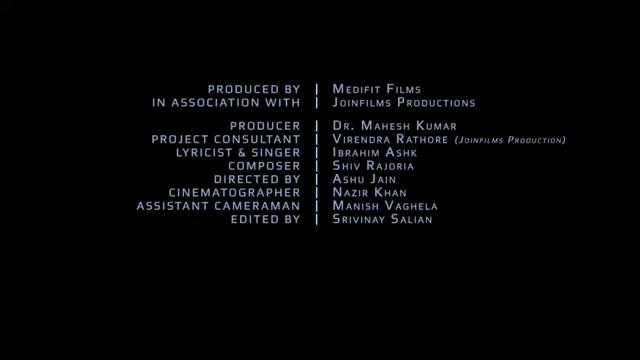 PRODUCED BY | MEDIFIT FILMS
IN ASSOCIATION WITH | JOINFILMS PRODUCTIONS
PRODUCER | DR. MAHESH KUMAR
PROJECT CONSULTANT | VIRENDRA RATHORE (JOINFILMS PRODUCTION)
LYRICIST & SINGER | IBRAHIM ASHK
COMPOSER | SHIV RAJORIA
DIRECTED BY | ASHU JAIN
CINEMATOGRAPHER | NAZIR KHAN
ASSISTANT CAMERAMAN | MANISH VAGHELA
EDITED BY | SRIVINAY SALIAN